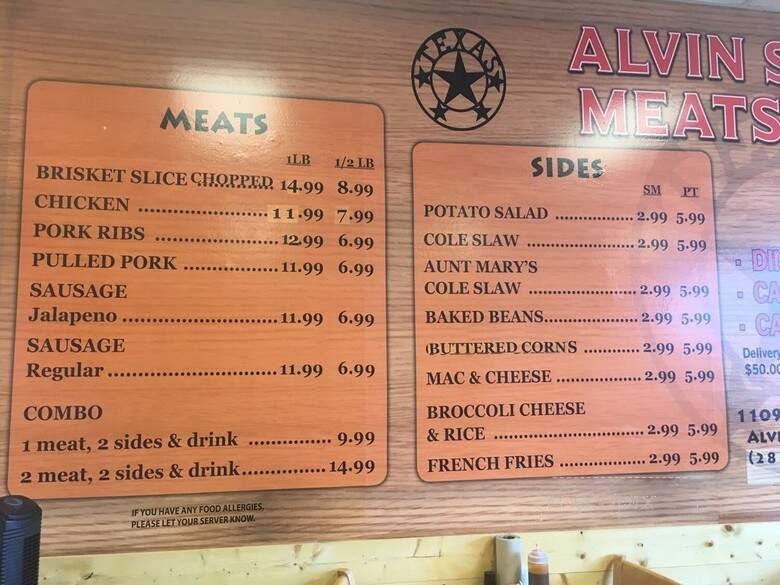 TEXAS
ALVIN S
MEATS
MEATS
1LB 1/2 LB
BRISKET SLICE CHOPPED 14.99 8.99
CHICKEN ........................ 11.99 7.99
PORK RIBS ........................ 12.99 6.99
PULLED PORK .................. 11.99 6.99
SAUSAGE
Jalapeno ............................ 11.99 6.99
SAUSAGE
Regular .............................. 11.99 6.99
COMBO
1 meat, 2 sides & drink .............. 9.99
2 meat, 2 sides & drink.............. 14.99
IF YOU HAVE ANY FOOD ALLERGIES,
PLEASE LET YOUR SERVER KNOW.
SIDES
SM PT
POTATO SALAD .............. 2.99 5.99
COLE SLAW ................... 2.99 5.99
AUNT MARY'S
COLE SLAW .................... 2.99 5.99
BAKED BEANS................. 2.99 5.99
(BUTTERED CORNS ........... 2.99 5.99
MAC & CHEESE ............... 2.99 5.99
BROCCOLI CHEESE
& RICE .......................... 2.99 5.99
FRENCH FRIES ............... 2.99 5.99
DI
CA
CA
Delivery
$50.00
1109
ALV
(28